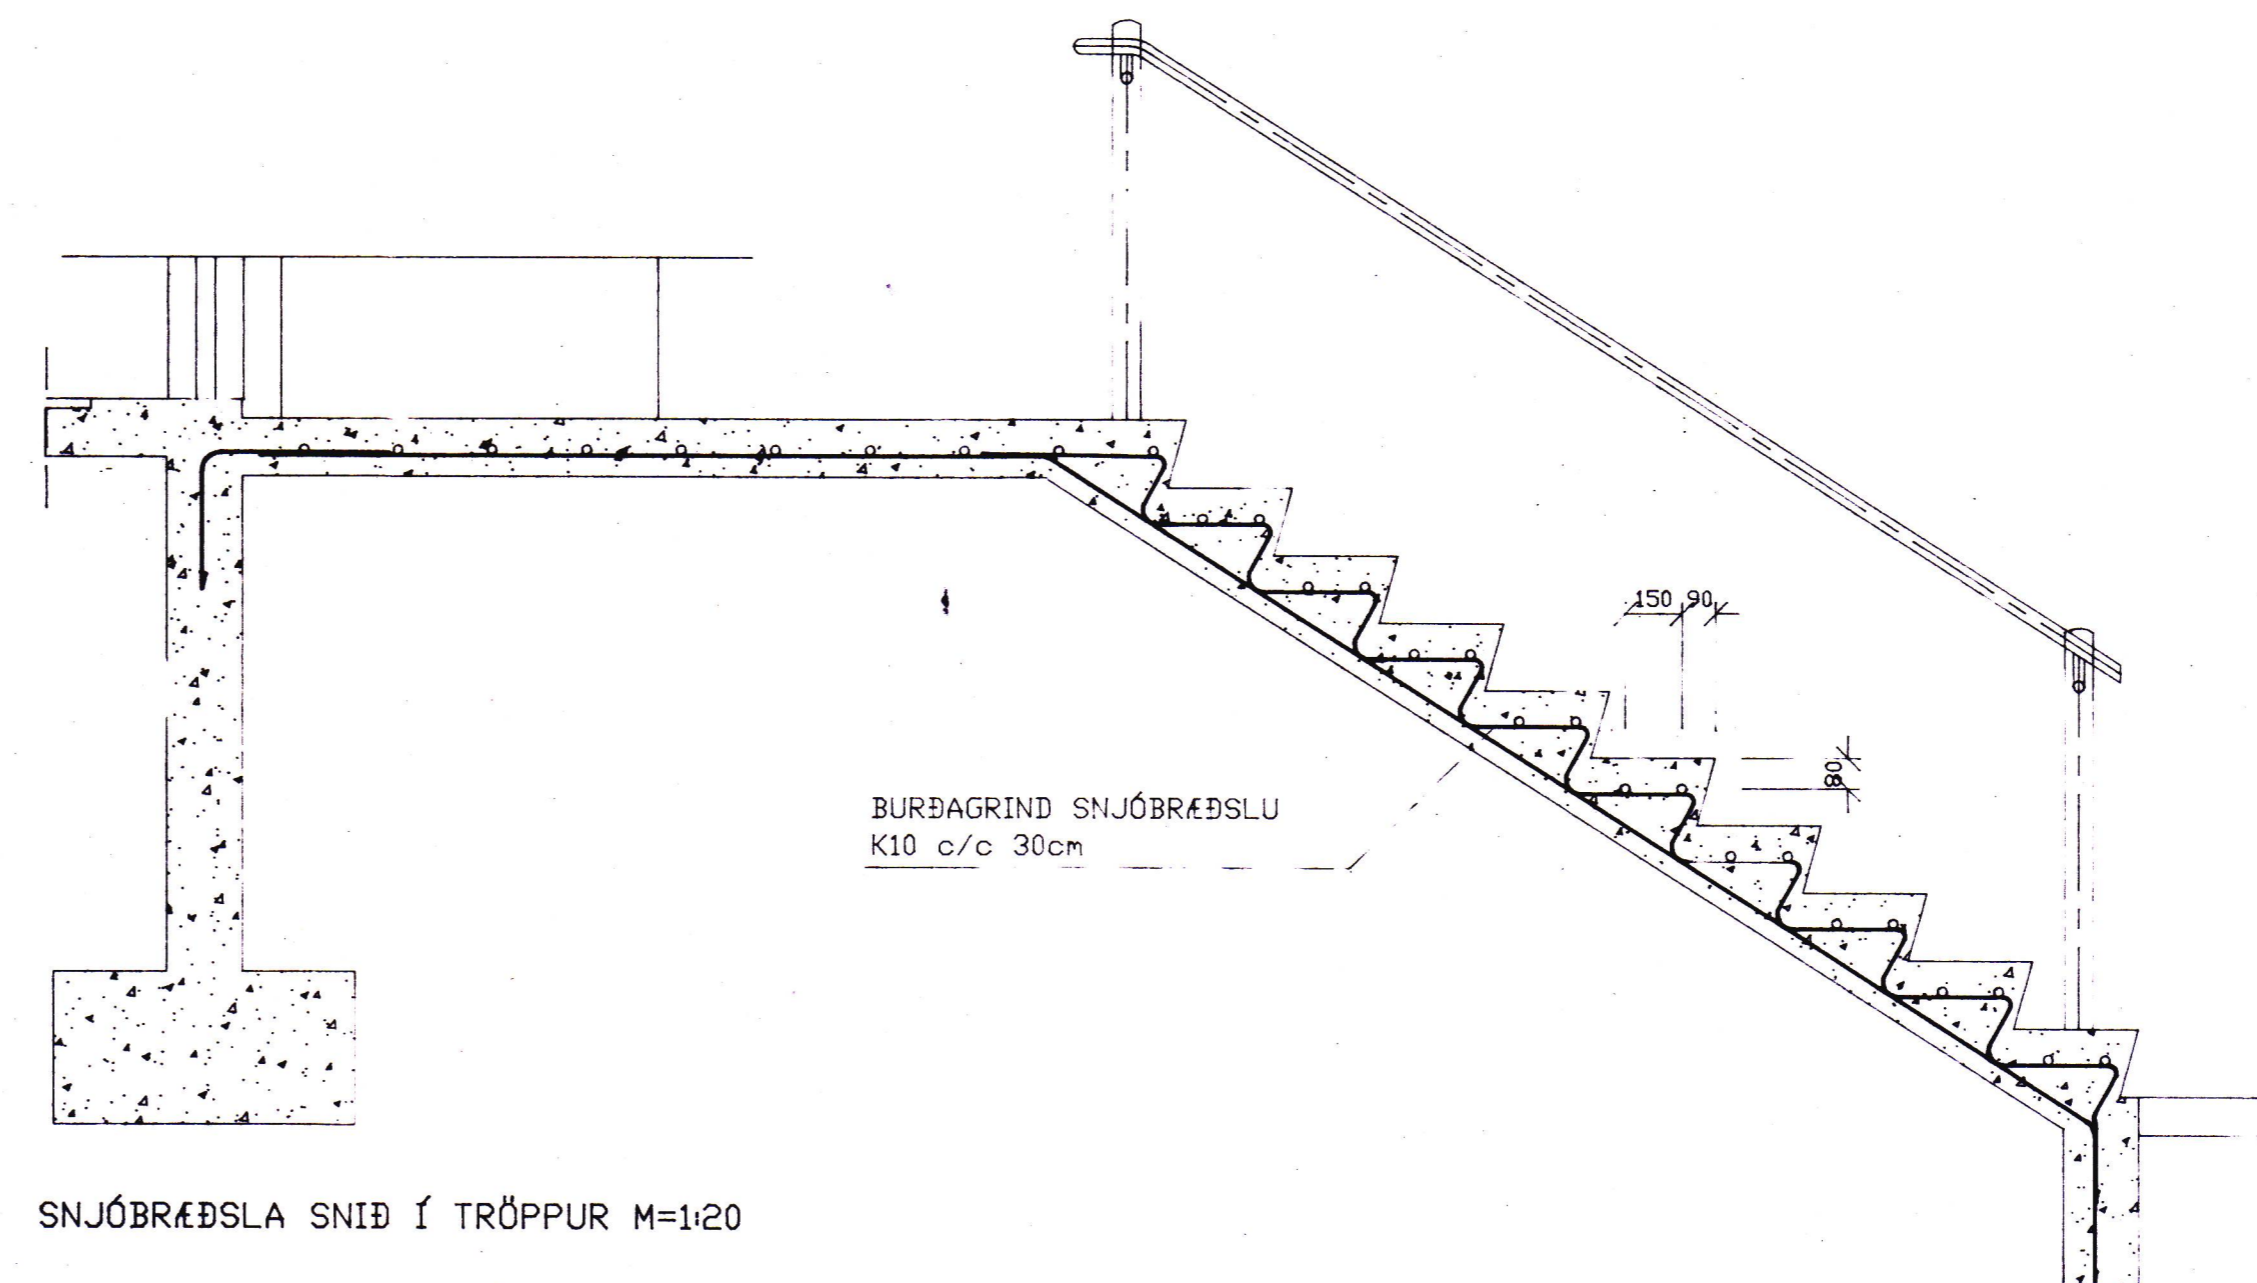 150 90
80
BURÐAGRIND SNJÓBRÆÐSLU
K10 c/c 30cm
SNJÓBRÆÐSLA SNIÐ Í TRÖPPUR M=1:20